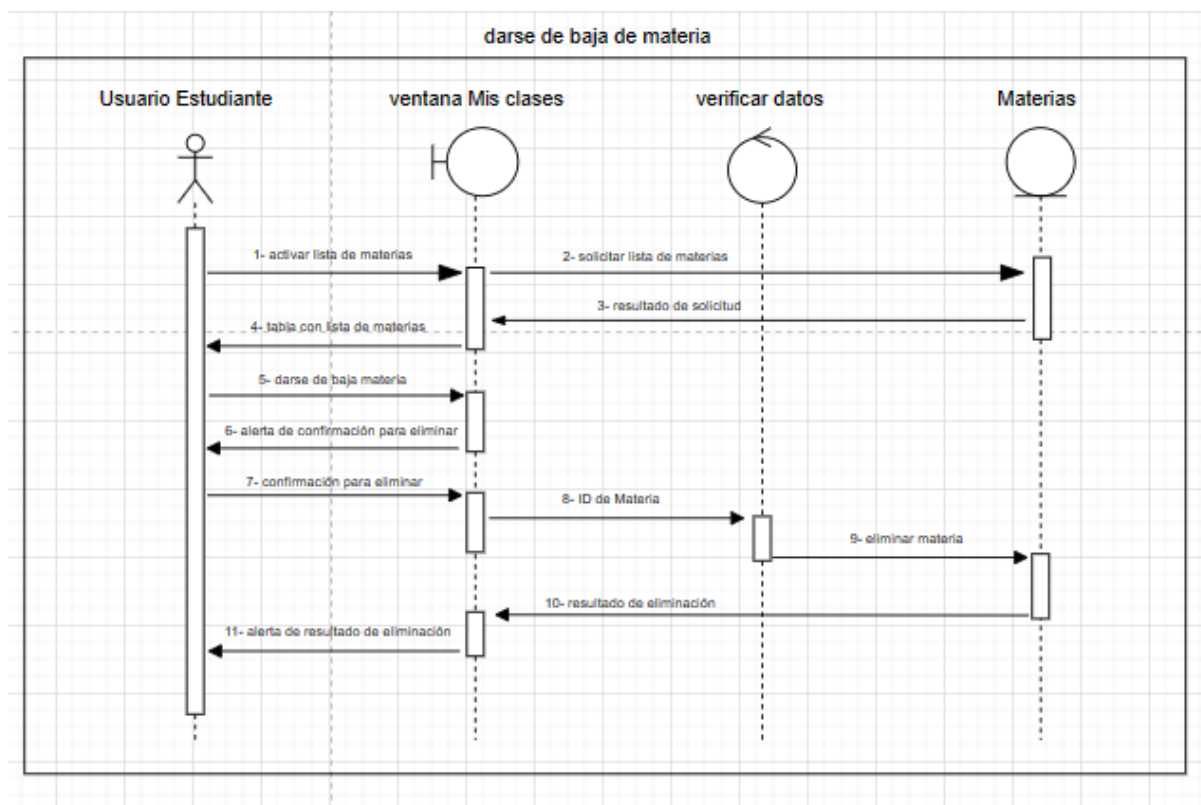 darse de baja de materia
Usuario Estudiante
ventana Mis clases
verificar datos
Materias
1- activar lista de materias
2- solicitar lista de materias
3- resultado de solicitud
4- tabla con lista de materias
5- darse de baja materia
6- alerta de confirmación para eliminar
7- confirmación para eliminar
8- ID de Materia
9- eliminar materia
10- resultado de eliminación
11- alerta de resultado de eliminación